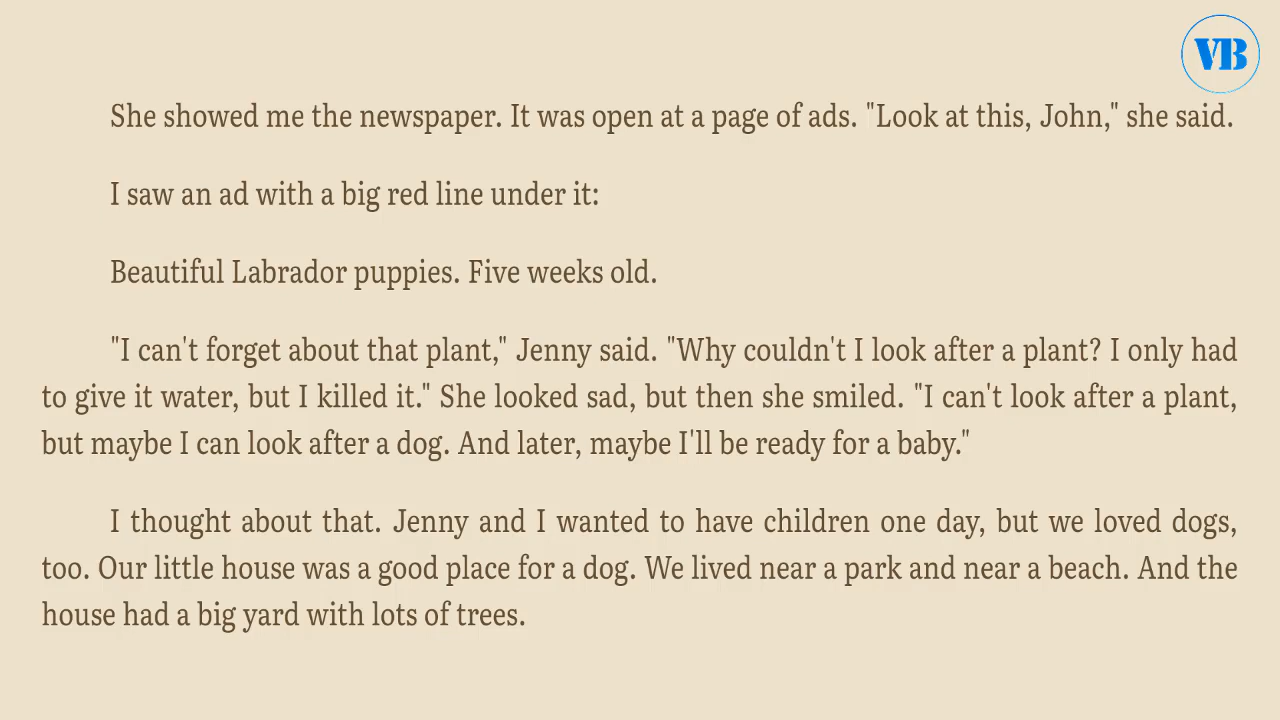 VB
She showed me the newspaper. It was open at a page of ads. "Look at this, John," she said.
I saw an ad with a big red line under it:
Beautiful Labrador puppies. Five weeks old.
"I can't forget about that plant," Jenny said. "Why couldn't I look after a plant? I only had
to give it water, but I killed it." She looked sad, but then she smiled. "I can't look after a plant,
but maybe I can look after a dog. And later, maybe I'll be ready for a baby."
I thought about that. Jenny and I wanted to have children one day, but we loved dogs,
too. Our little house was a good place for a dog. We lived near a park and near a beach. And the
house had a big yard with lots of trees.